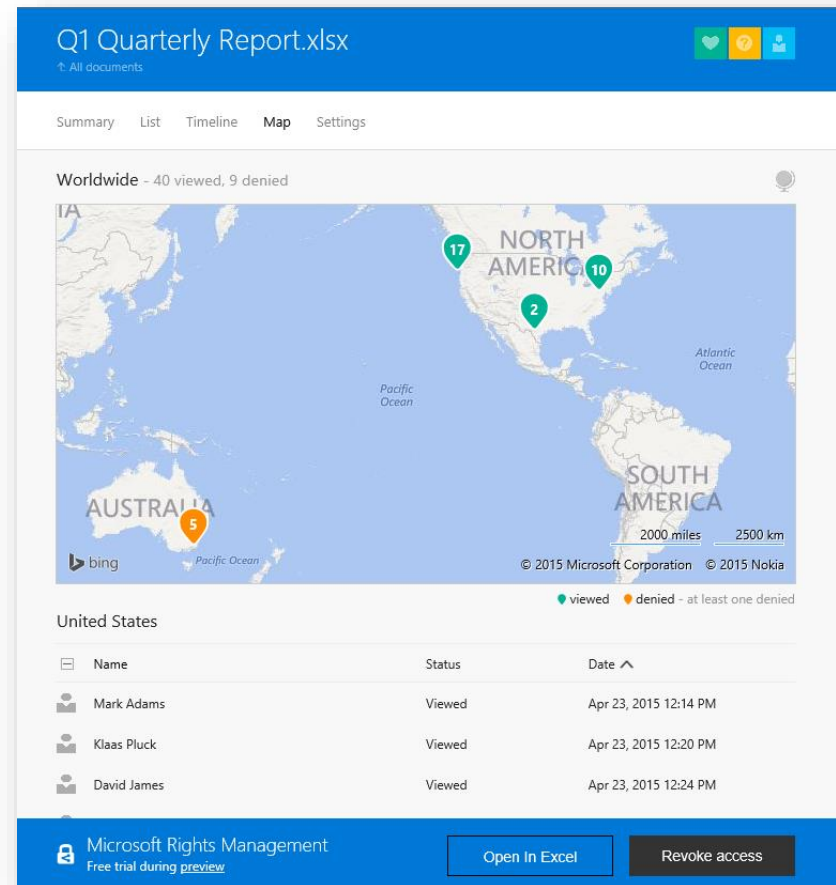 Q1 Quarterly Report.xlsx
↑ All documents
Summary List Timeline Map Settings
Worldwide - 40 viewed, 9 denied
IA
NORTH
AMERIC
17
10
2
Atlantic
Ocean
Pacific
Ocean
SOUTH
AMERICA
AUSTRALIA
5
2000 miles 2500 km
bing
Pacific Ocean
© 2015 Microsoft Corporation © 2015 Nokia
viewed denied - at least one denied
United States
Name Status Date
Mark Adams Viewed Apr 23, 2015 12:14 PM
Klaas Pluck Viewed Apr 23, 2015 12:20 PM
David James Viewed Apr 23, 2015 12:24 PM
Microsoft Rights Management
Free trial during preview
Open In Excel
Revoke access